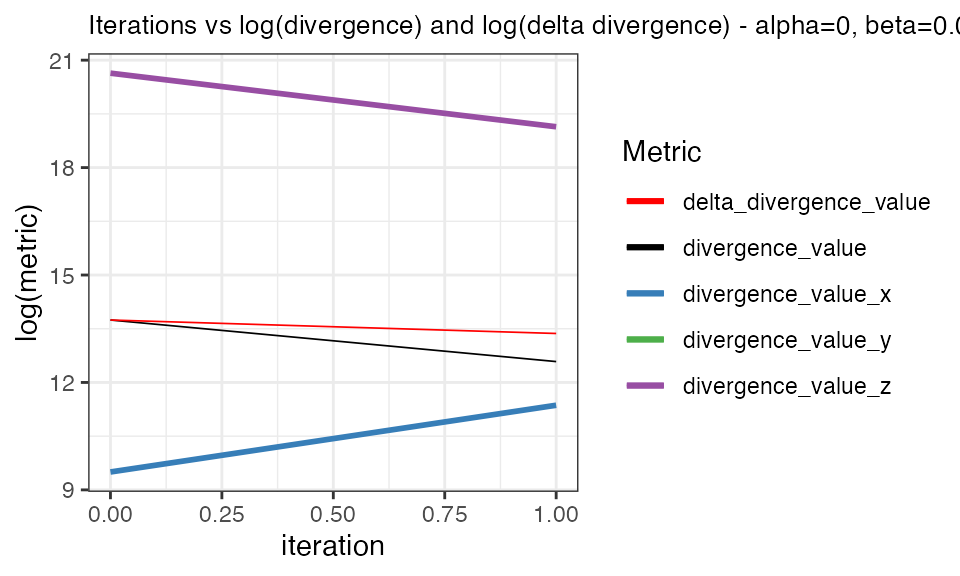 Iterations vs log(divergence) and log(delta divergence) - alpha=0, beta=0.0
21
18
15
12
9
log(metric)
0.00 0.25 0.50 0.75 1.00
iteration
Metric
delta_divergence_value
divergence_value
divergence_value_x
divergence_value_y
divergence_value_z